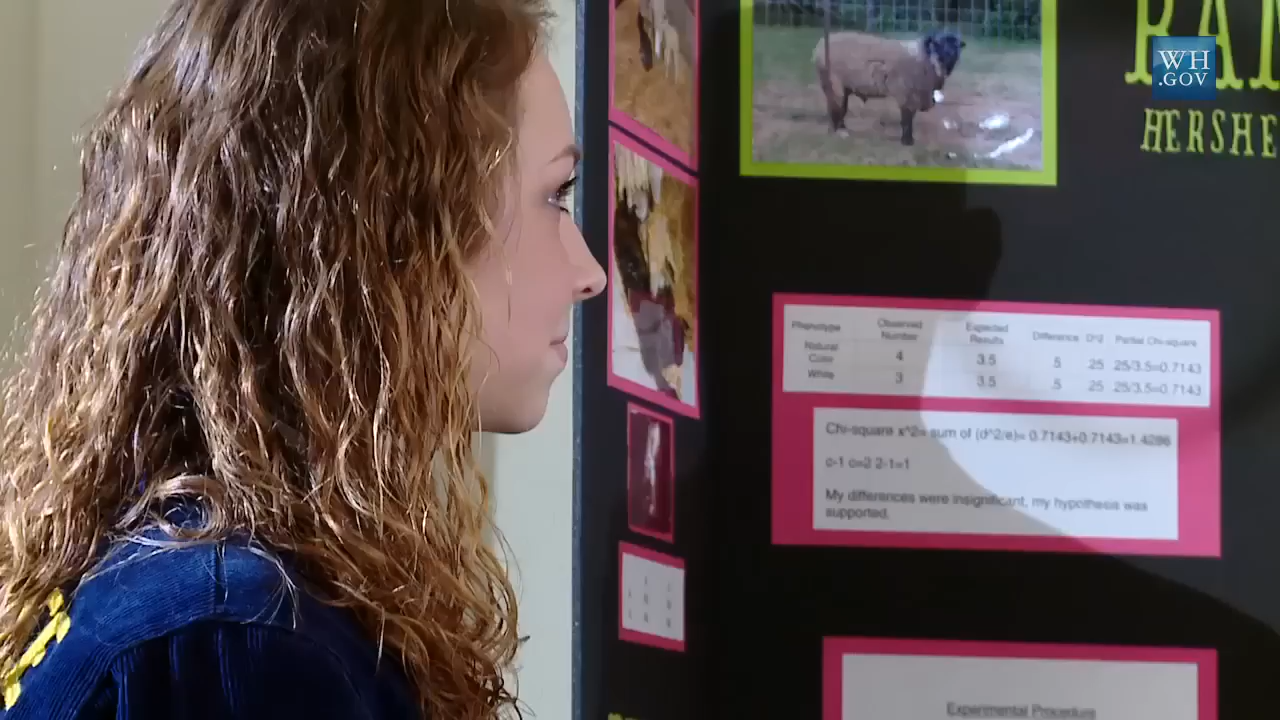 RA
WH
.GOV
HERSHE
Phenotype Observed Number Expected Results Difference D^2 Partial Chi-square
Natural Color 4 3.5 .5 .25 .25/3.5=0.7143
White 3 3.5 .5 .25 .25/3.5=0.7143
Chi-square x^2= sum of (d^2/e)= 0.7143+0.7143=1.4286
c-1 c=2 2-1=1
My differences were insignificant, my hypothesis was
supported.
Experimental Procedure